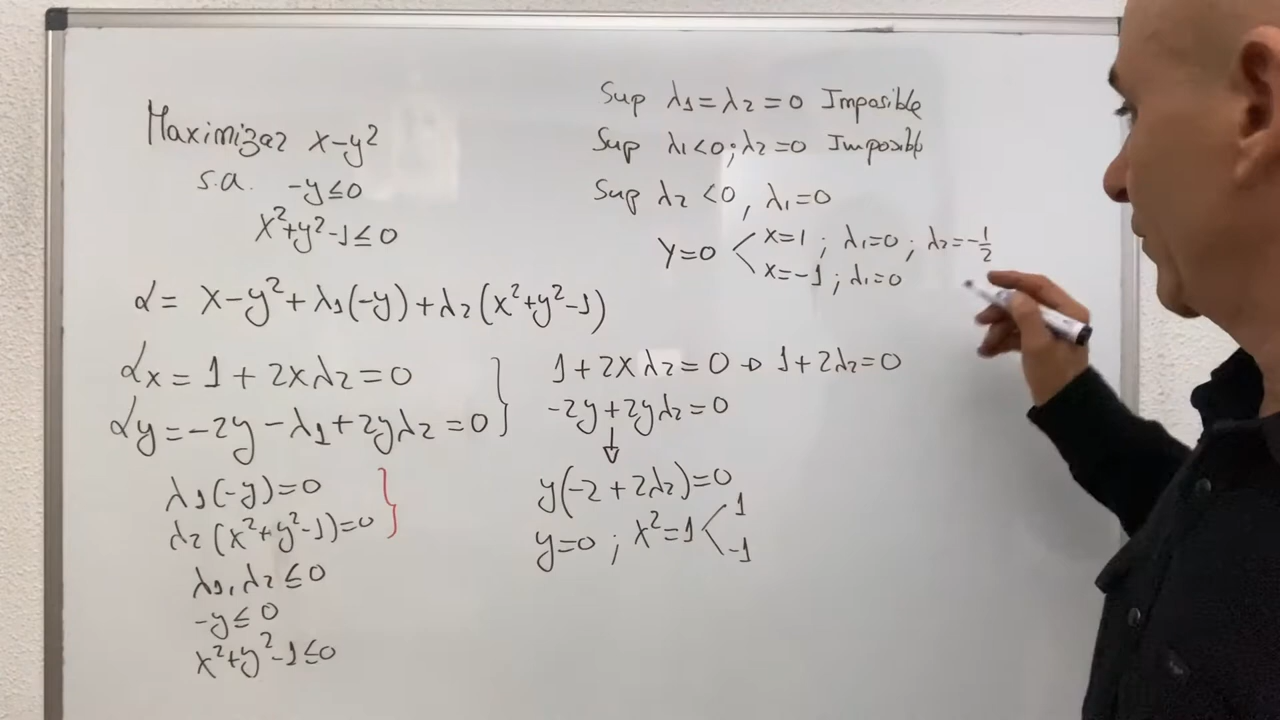 Maximizar x-y²
s.a. -y≤0
x²+y²-1≤0
α= x-y²+λ1(-y)+λ2(x²+y²-1)
αx=1+2xλ2=0
αy=-2y-λ1+2yλ2=0
λ1(-y)=0
λ2(x²+y²-1)=0
λ1,λ2≤0
-y≤0
x²+y²-1≤0
Sup λ1=λ2=0 Imposible
Sup λ1<0;λ2=0 Imposible
Sup λ2<0, λ1=0
Y=0 < x=1 ; λ1=0 ; λ2=-1/2
x=-1 ; λ1=0
1+2xλ2=0 → 1+2λ2=0
-2y+2yλ2=0
↓
y(-2+2λ2)=0
y=0 ; x²=1 < 1
-1